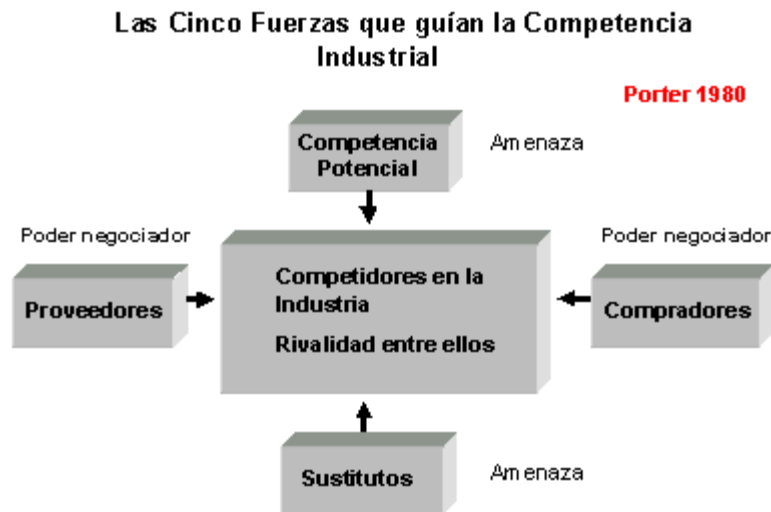 Las Cinco Fuerzas que guían la Competencia
Industrial
Porter 1980
Competencia
Potencial
Amenaza
Poder negociador
Poder negociador
Proveedores
Competidores en la
Industria
Rivalidad entre ellos
Compradores
Sustitutos
Amenaza